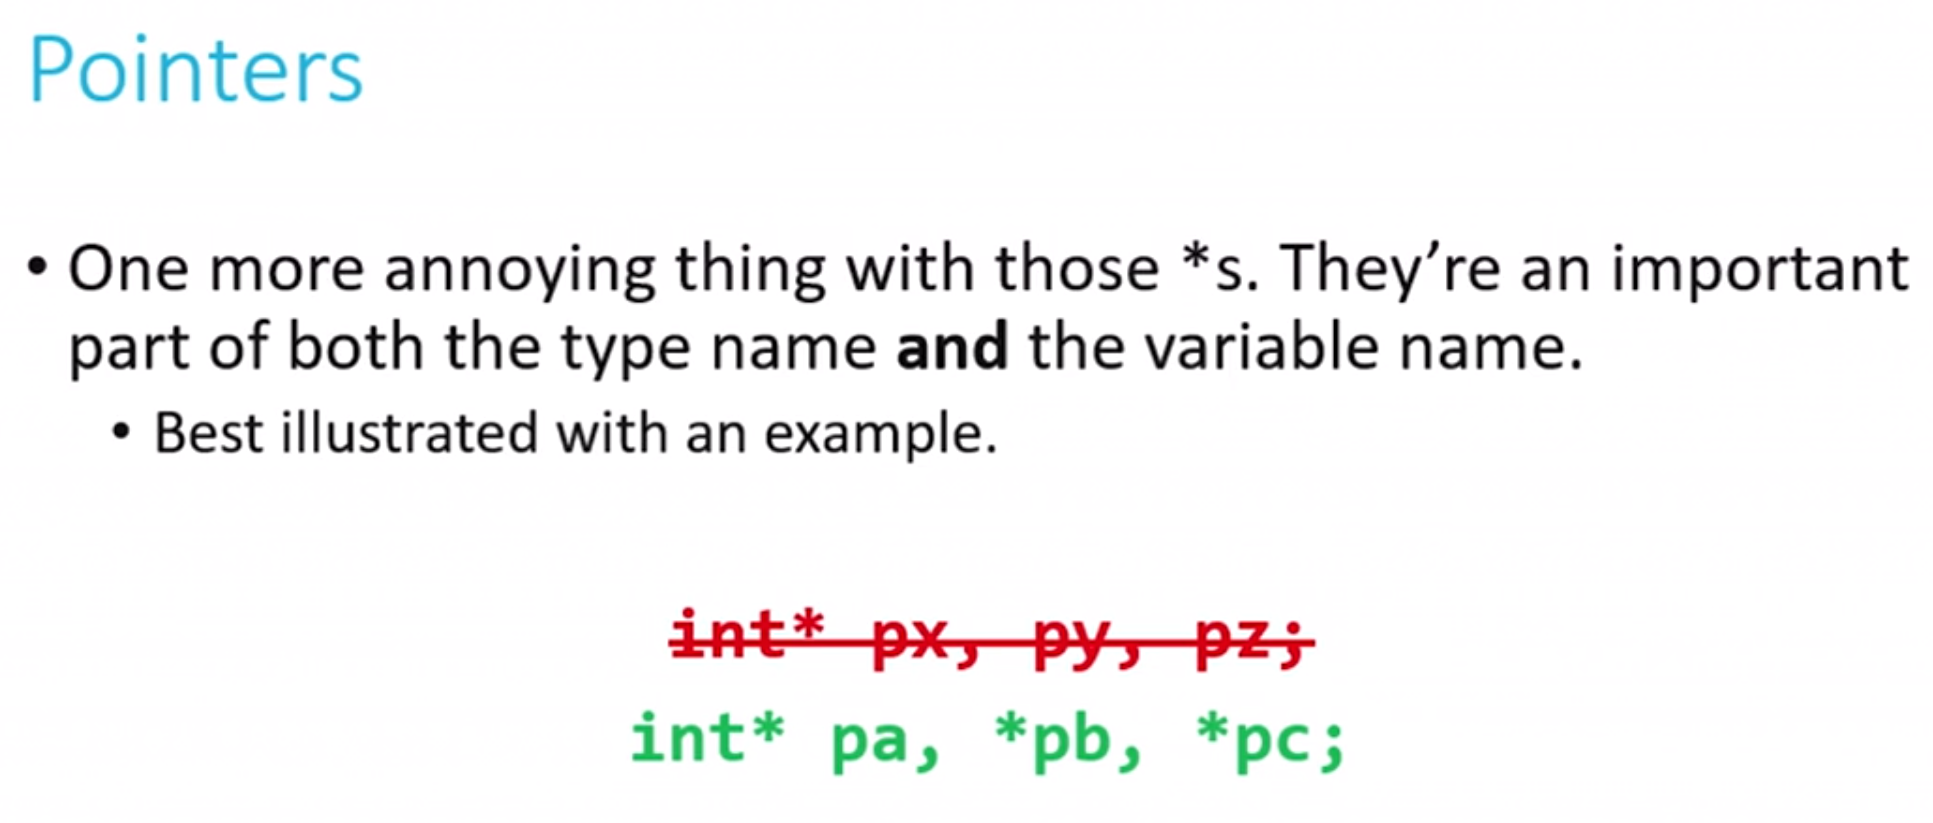 Pointers
• One more annoying thing with those *s. They’re an important
part of both the type name and the variable name.
• Best illustrated with an example.
int* px, py, pz;
int* pa, *pb, *pc;